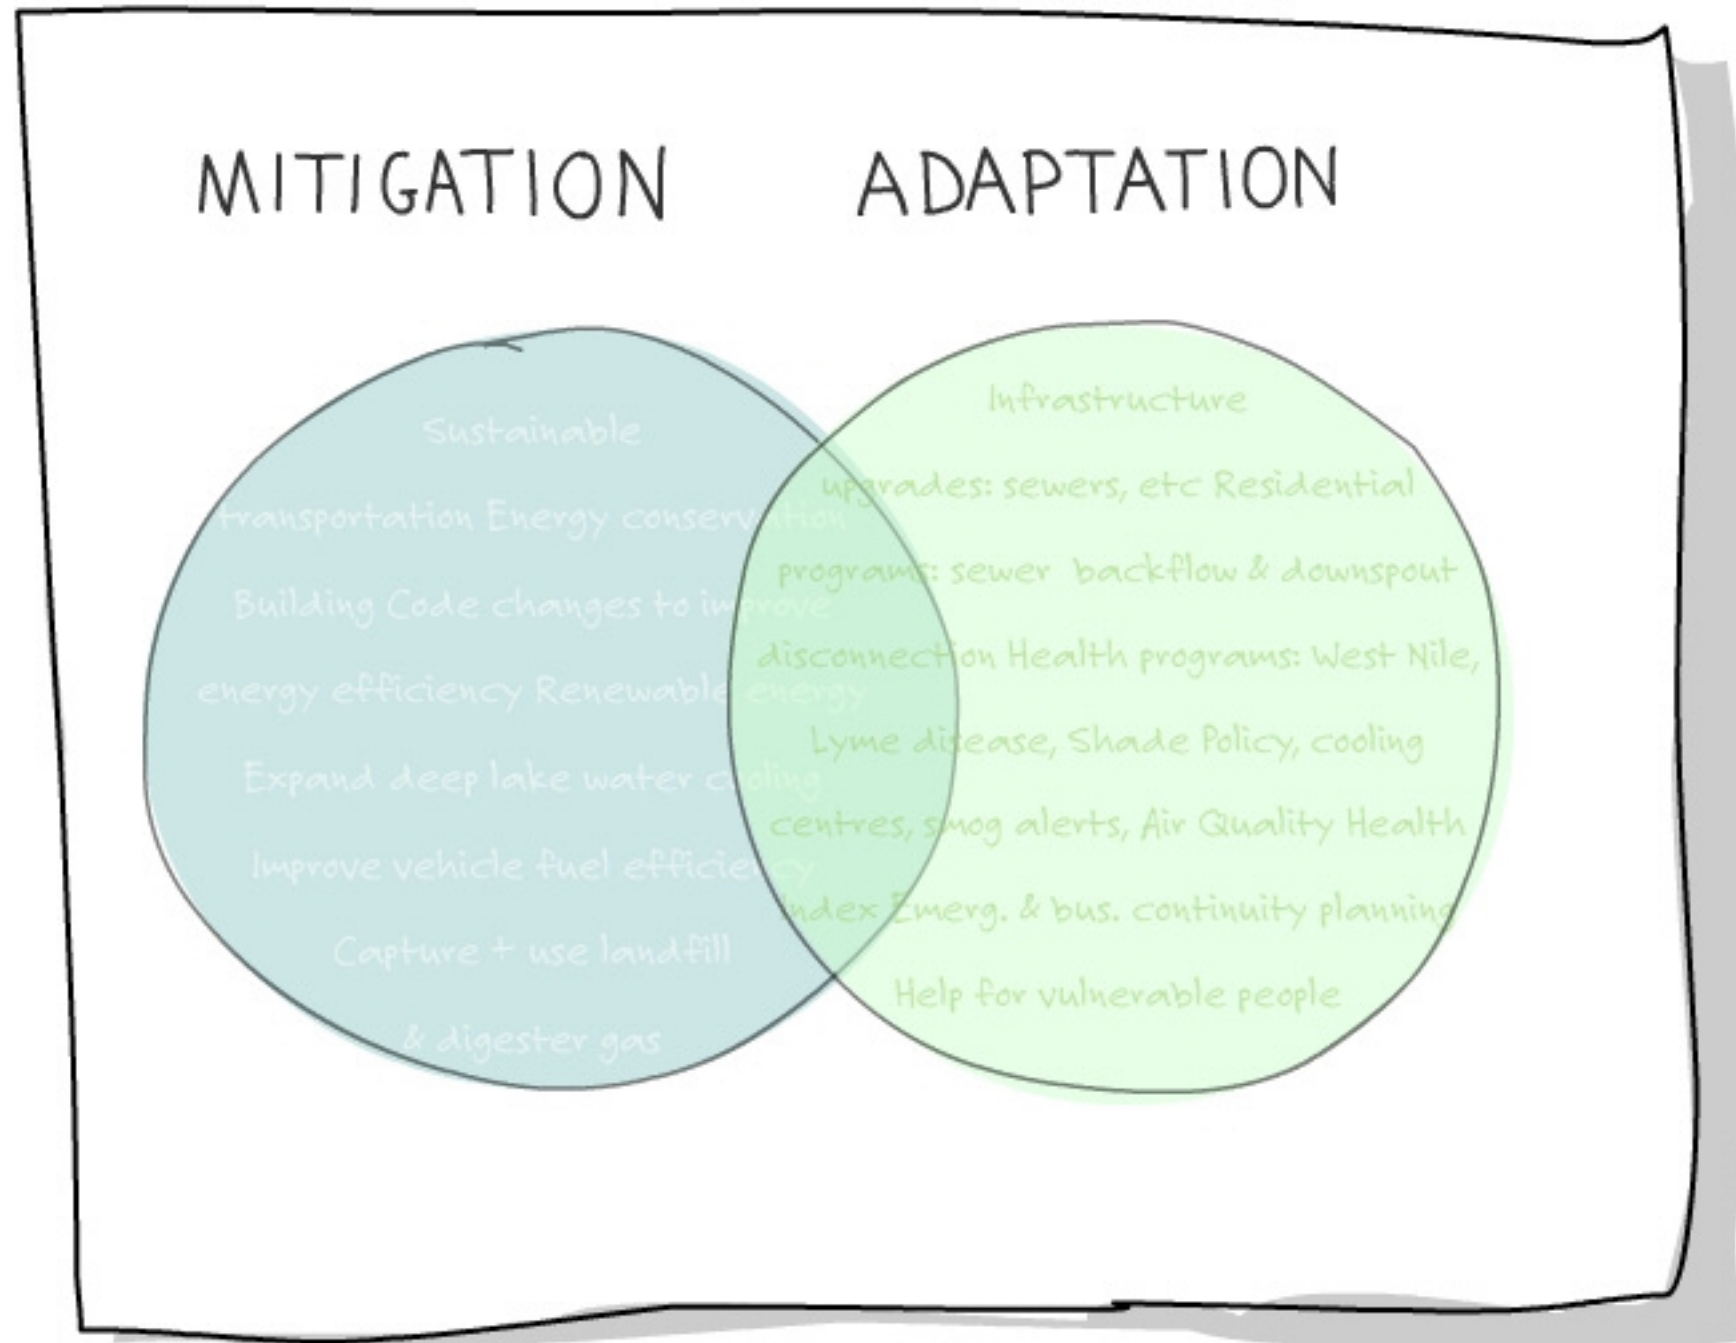 MITIGATION ADAPTATION
Sustainable
transportation Energy conservation
Building Code changes to improve
energy efficiency Renewable energy
Expand deep lake water cooling
Improve vehicle fuel efficiency
Capture + use landfill
& digester gas
Infrastructure
upgrades: sewers, etc Residential
programs: sewer backflow & downspout
disconnection Health programs: West Nile,
Lyme disease, Shade Policy, cooling
centres, smog alerts, Air Quality Health
Index Emerg. & bus. continuity planning
Help for vulnerable people